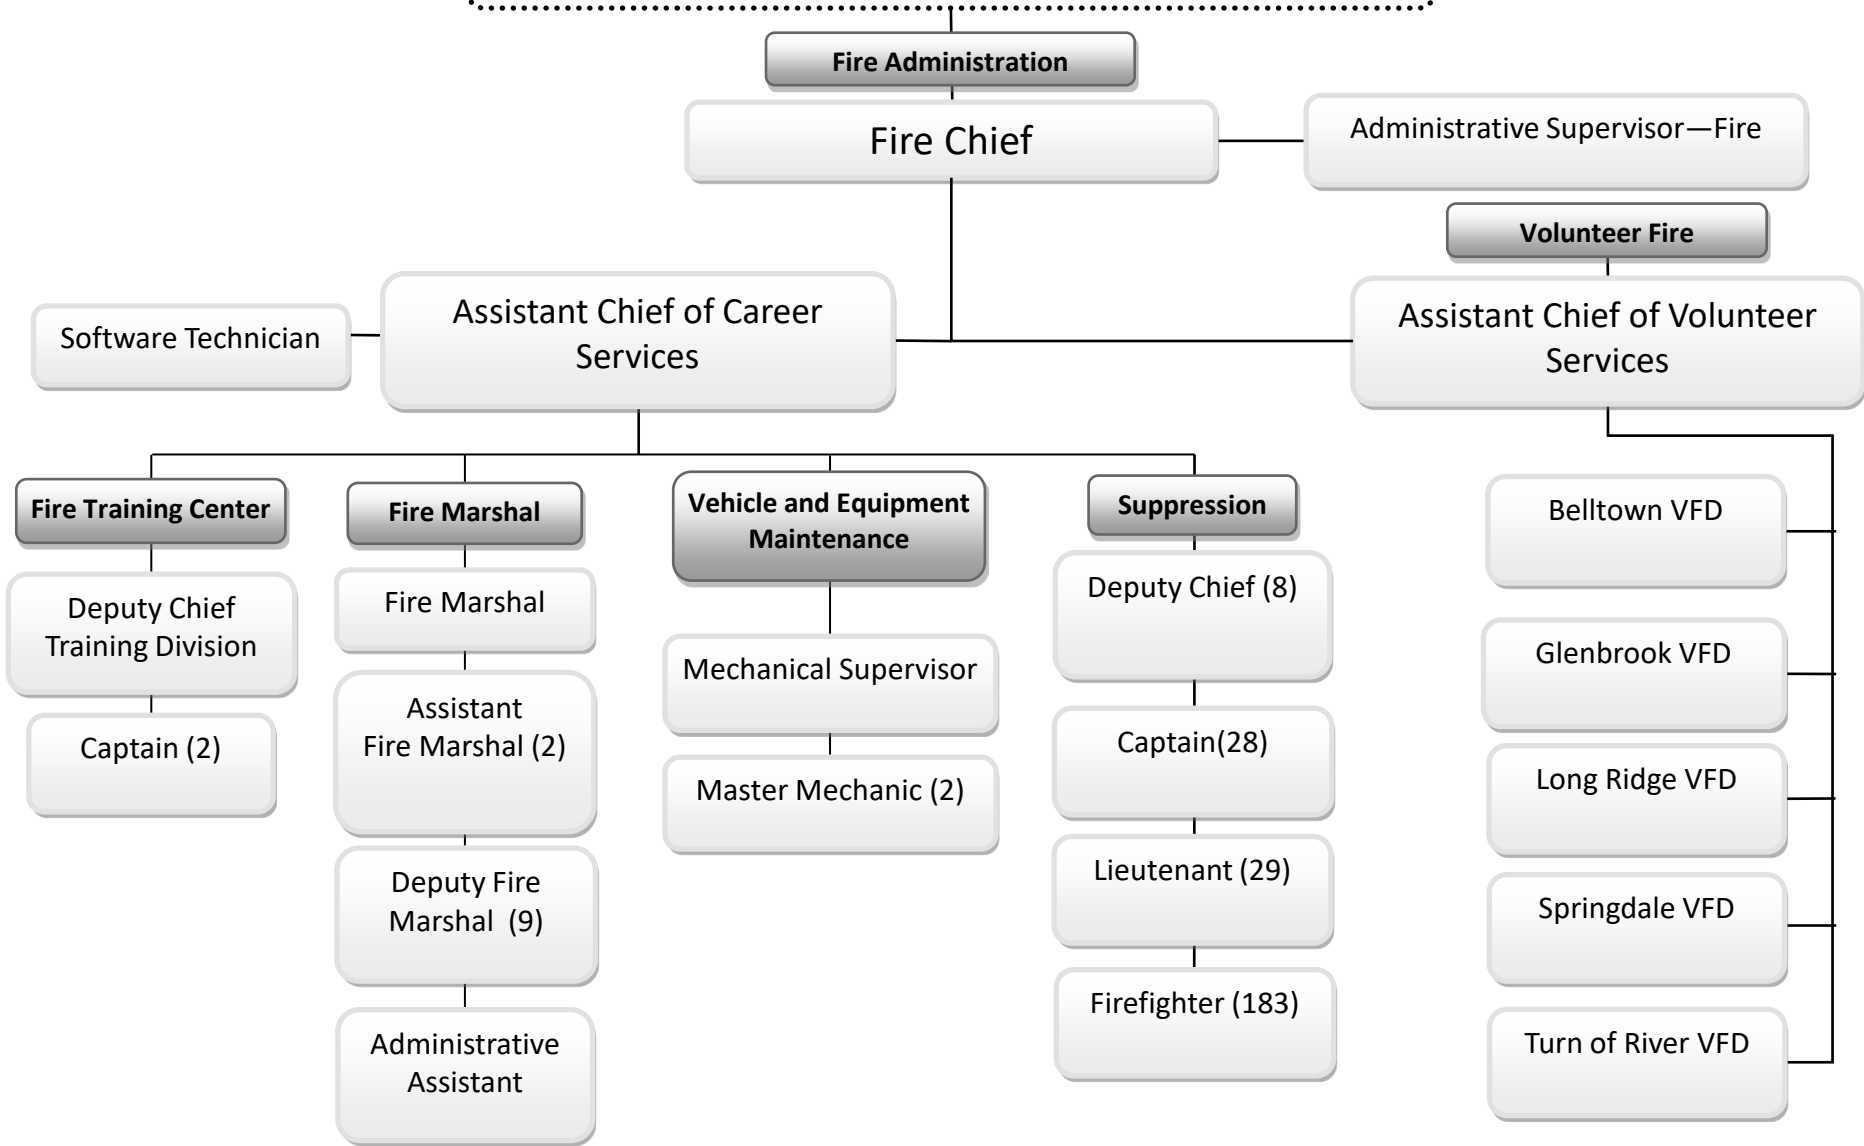 Fire Administration
Fire Chief
Administrative Supervisor—Fire
Volunteer Fire
Software Technician
Assistant Chief of Career
Services
Assistant Chief of Volunteer
Services
Fire Training Center
Deputy Chief
Training Division
Captain (2)
Fire Marshal
Fire Marshal
Assistant
Fire Marshal (2)
Deputy Fire
Marshal  (9)
Administrative
Assistant
Vehicle and Equipment
Maintenance
Mechanical Supervisor
Master Mechanic (2)
Suppression
Deputy Chief (8)
Captain(28)
Lieutenant (29)
Firefighter (183)
Belltown VFD
Glenbrook VFD
Long Ridge VFD
Springdale VFD
Turn of River VFD